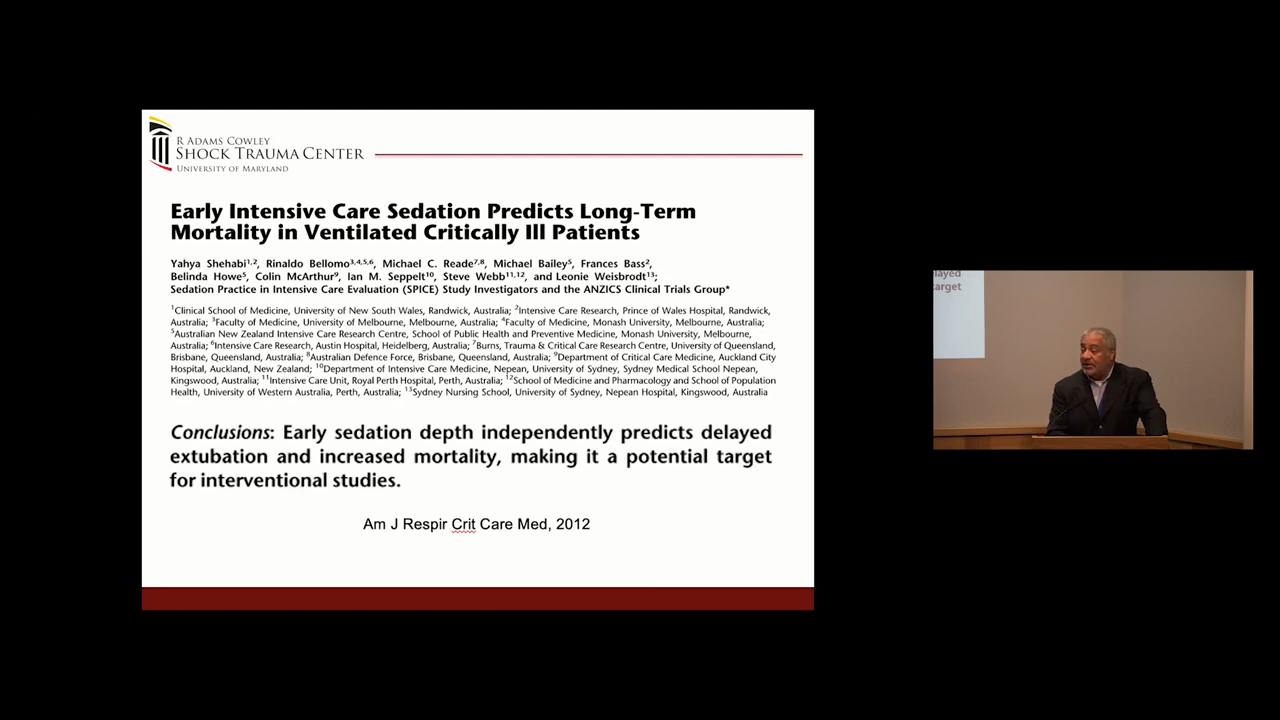 R ADAMS COWLEY
SHOCK TRAUMA CENTER
UNIVERSITY OF MARYLAND
Early Intensive Care Sedation Predicts Long-Term
Mortality in Ventilated Critically Ill Patients
Yahya Shehabi1,2, Rinaldo Bellomo3,4,5,6, Michael C. Reade7,8, Michael Bailey5, Frances Bass2,
Belinda Howe5, Colin McArthur9, Ian M. Seppelt10, Steve Webb11,12, and Leonie Weisbrodt13;
Sedation Practice in Intensive Care Evaluation (SPICE) Study Investigators and the ANZICS Clinical Trials Group*
1Clinical School of Medicine, University of New South Wales, Randwick, Australia; 2Intensive Care Research, Prince of Wales Hospital, Randwick,
Australia; 3Faculty of Medicine, University of Melbourne, Melbourne, Australia; 4Faculty of Medicine, Monash University, Melbourne, Australia;
5Australian New Zealand Intensive Care Research Centre, School of Public Health and Preventive Medicine, Monash University, Melbourne,
Australia; 6Intensive Care Research, Austin Hospital, Heidelberg, Australia; 7Burns, Trauma & Critical Care Research Centre, University of Queensland,
Brisbane, Queensland, Australia; 8Australian Defence Force, Brisbane, Queensland, Australia; 9Department of Critical Care Medicine, Auckland City
Hospital, Auckland, New Zealand; 10Department of Intensive Care Medicine, Nepean, University of Sydney, Sydney Medical School Nepean,
Kingswood, Australia; 11Intensive Care Unit, Royal Perth Hospital, Perth, Australia; 12School of Medicine and Pharmacology and School of Population
Health, University of Western Australia, Perth, Australia; 13Sydney Nursing School, University of Sydney, Nepean Hospital, Kingswood, Australia
Conclusions: Early sedation depth independently predicts delayed
extubation and increased mortality, making it a potential target
for interventional studies.
Am J Respir Crit Care Med, 2012
layed
target